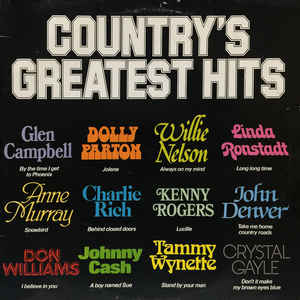 COUNTRY'S
GREATEST HITS
Glen
Campbell
By the time I get
to Phoenix
DOLLY
PARTON
Jolene
Willie
Nelson
Always on my mind
Linda
Ronstadt
Long long time
Anne
Murray
Snowbird
Charlie
Rich
Behind closed doors
KENNY
ROGERS
Lucille
John
Denver
Take me home
country roads
DON
WILLIAMS
I believe in you
Johnny
Cash
A boy named Sue
Tammy
Wynette
Stand by your man
CRYSTAL
GAYLE
Don't it make
my brown eyes blue